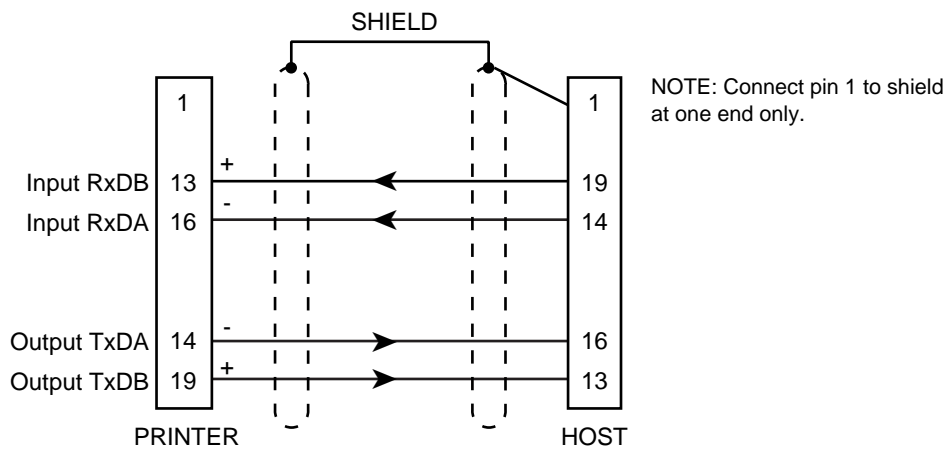 SHIELD
1 1
NOTE: Connect pin 1 to shield
at one end only.
+
Input RxDB 13 19
-
Input RxDA 16 14
-
Output TxDA 14 16
+
Output TxDB 19 13
PRINTER HOST